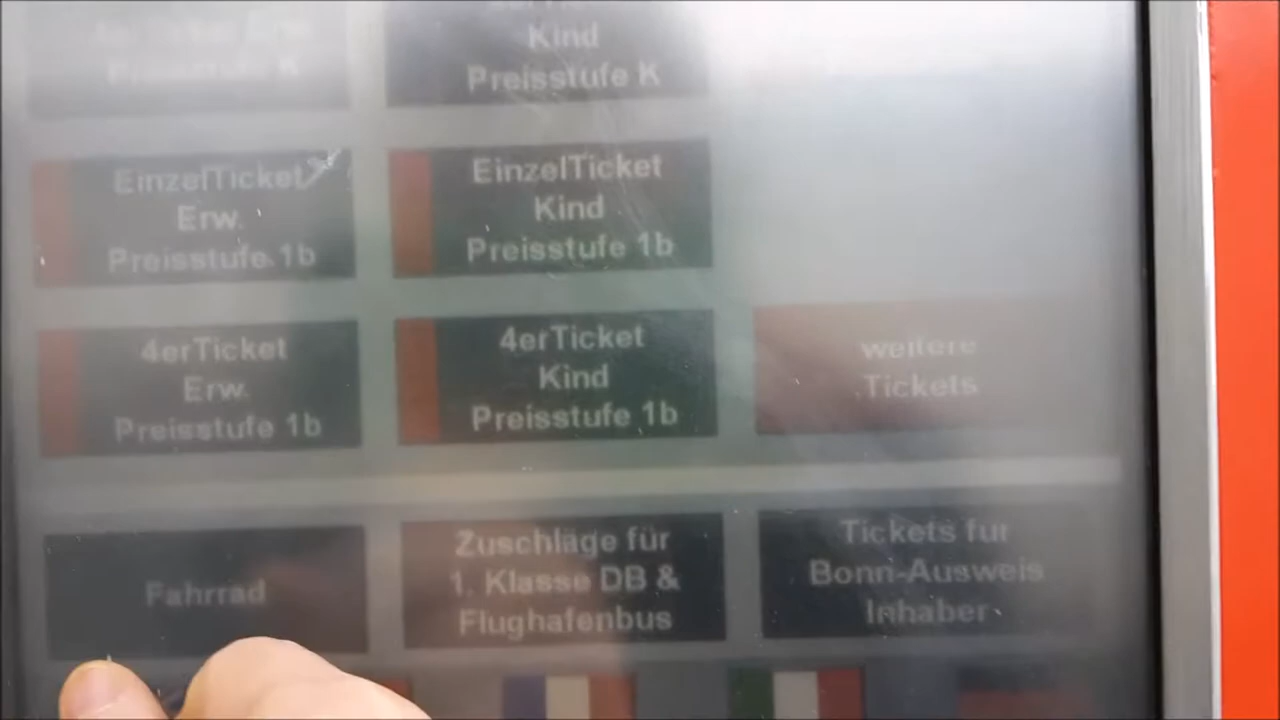 Preisstufe K
Kind
Preisstufe K
EinzelTicket
Erw.
Preisstufe 1b
EinzelTicket
Kind
Preisstufe 1b
4erTicket
Erw.
Preisstufe 1b
4erTicket
Kind
Preisstufe 1b
weitere
Tickets
Fahrrad
Zuschläge für
1. Klasse DB &
Flughafenbus
Tickets für
Bonn-Ausweis
Inhaber